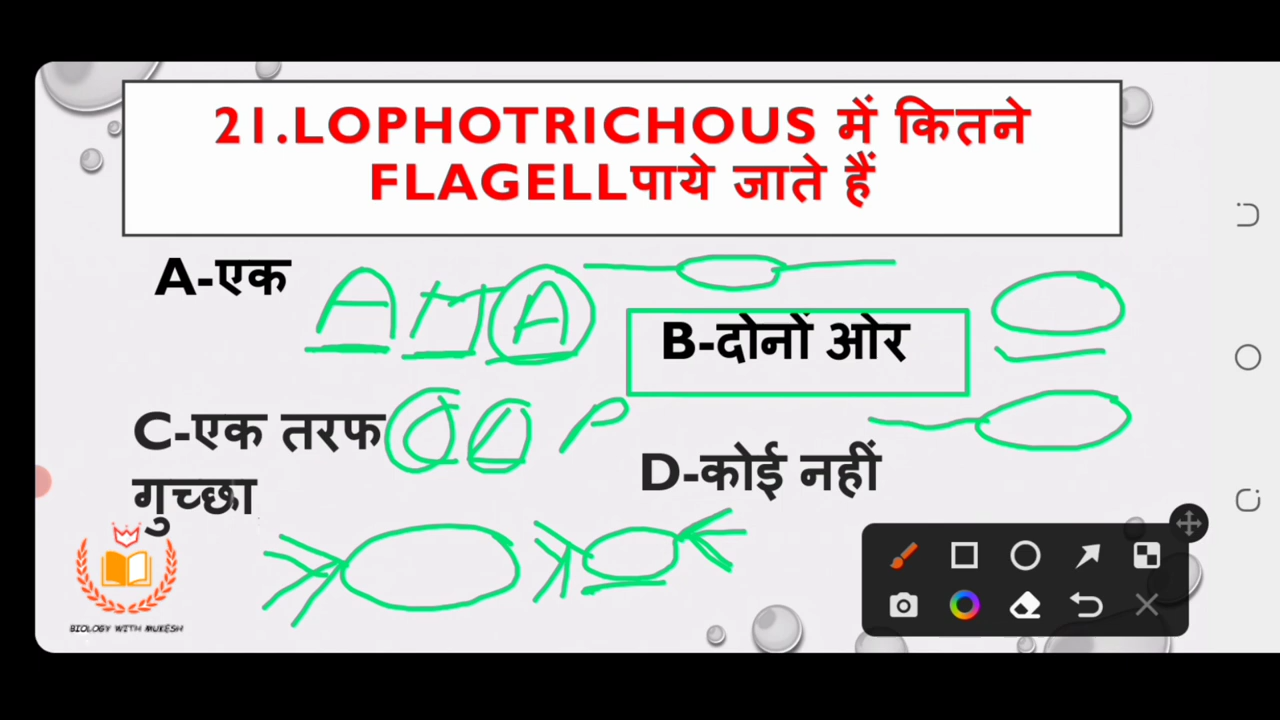 21.LOPHOTRICHOUS में कितने
FLAGELLपाये जाते हैं
A-एक
A M A
B-दोनों ओर
C-एक तरफ
गुच्छा
D-कोई नहीं
BIOLOGY WITH MUKESH